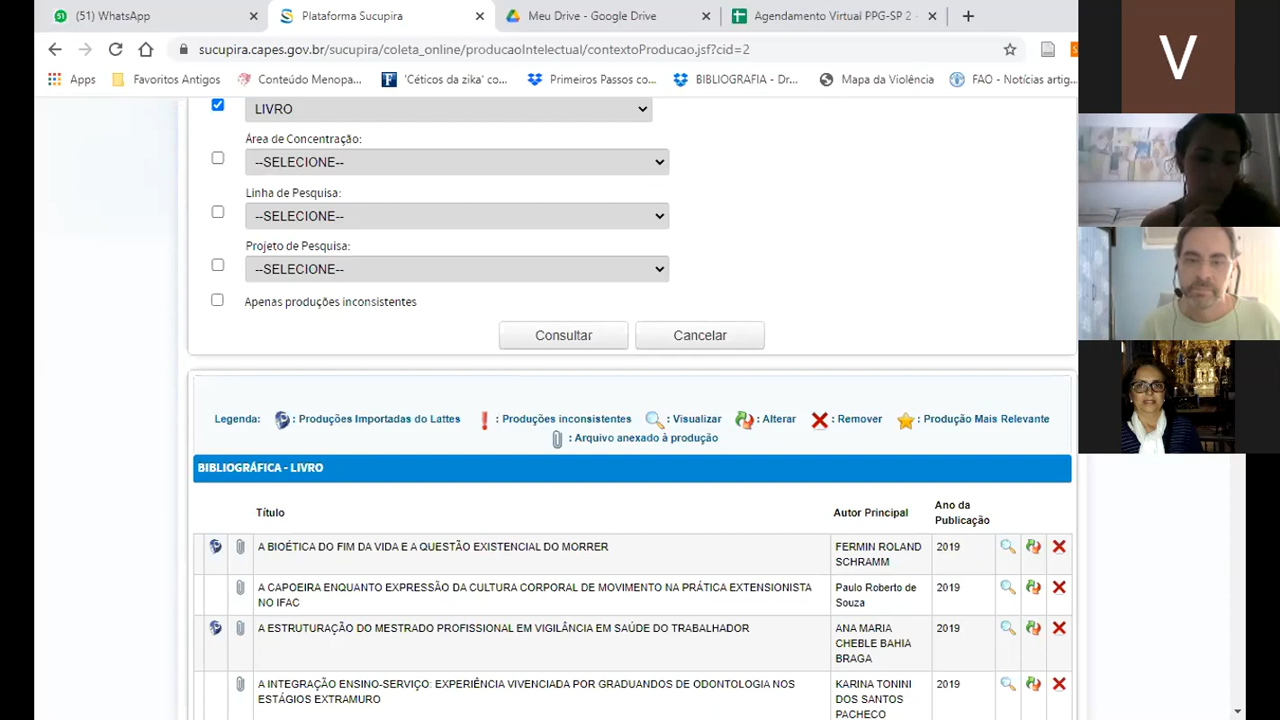 (51) WhatsApp
Plataforma Sucupira
Meu Drive - Google Drive
Agendamento Virtual PPG-SP 2 -
sucupira.capes.gov.br/sucupira/coleta_online/producaoIntelectual/contextoProducao.jsf?cid=2
Apps
Favoritos Antigos
Conteúdo Menopa...
'Céticos da zika' co...
Primeiros Passos co...
BIBLIOGRAFIA - Dr...
Mapa da Violência
FAO - Notícias artig...
LIVRO
Área de Concentração:
--SELECIONE--
Linha de Pesquisa:
--SELECIONE--
Projeto de Pesquisa:
--SELECIONE--
Apenas produções inconsistentes
Consultar
Cancelar
Legenda: : Produções Importadas do Lattes : Produções inconsistentes : Visualizar : Alterar : Remover : Produção Mais Relevante
: Arquivo anexado à produção
BIBLIOGRÁFICA - LIVRO
Título
Autor Principal
Ano da
Publicação
A BIOÉTICA DO FIM DA VIDA E A QUESTÃO EXISTENCIAL DO MORRER
FERMIN ROLAND
SCHRAMM
2019
A CAPOEIRA ENQUANTO EXPRESSÃO DA CULTURA CORPORAL DE MOVIMENTO NA PRÁTICA EXTENSIONISTA
NO IFAC
Paulo Roberto de
Souza
2019
A ESTRUTURAÇÃO DO MESTRADO PROFISSIONAL EM VIGILÂNCIA EM SAÚDE DO TRABALHADOR
ANA MARIA
CHEBLE BAHIA
BRAGA
2019
A INTEGRAÇÃO ENSINO-SERVIÇO: EXPERIÊNCIA VIVENCIADA POR GRADUANDOS DE ODONTOLOGIA NOS
ESTÁGIOS EXTRAMURO
KARINA TONINI
DOS SANTOS
PACHECO
2019
V